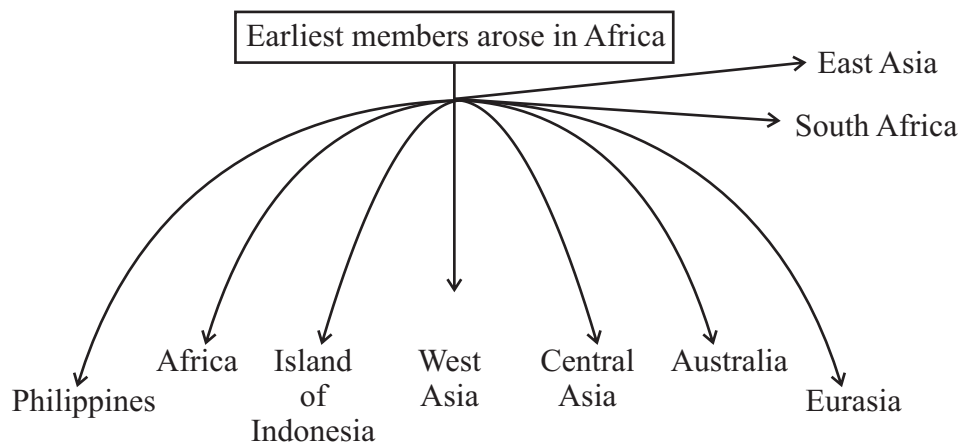 Earliest members arose in Africa
East Asia
South Africa
Philippines
Africa
Island
of
Indonesia
West
Asia
Central
Asia
Australia
Eurasia